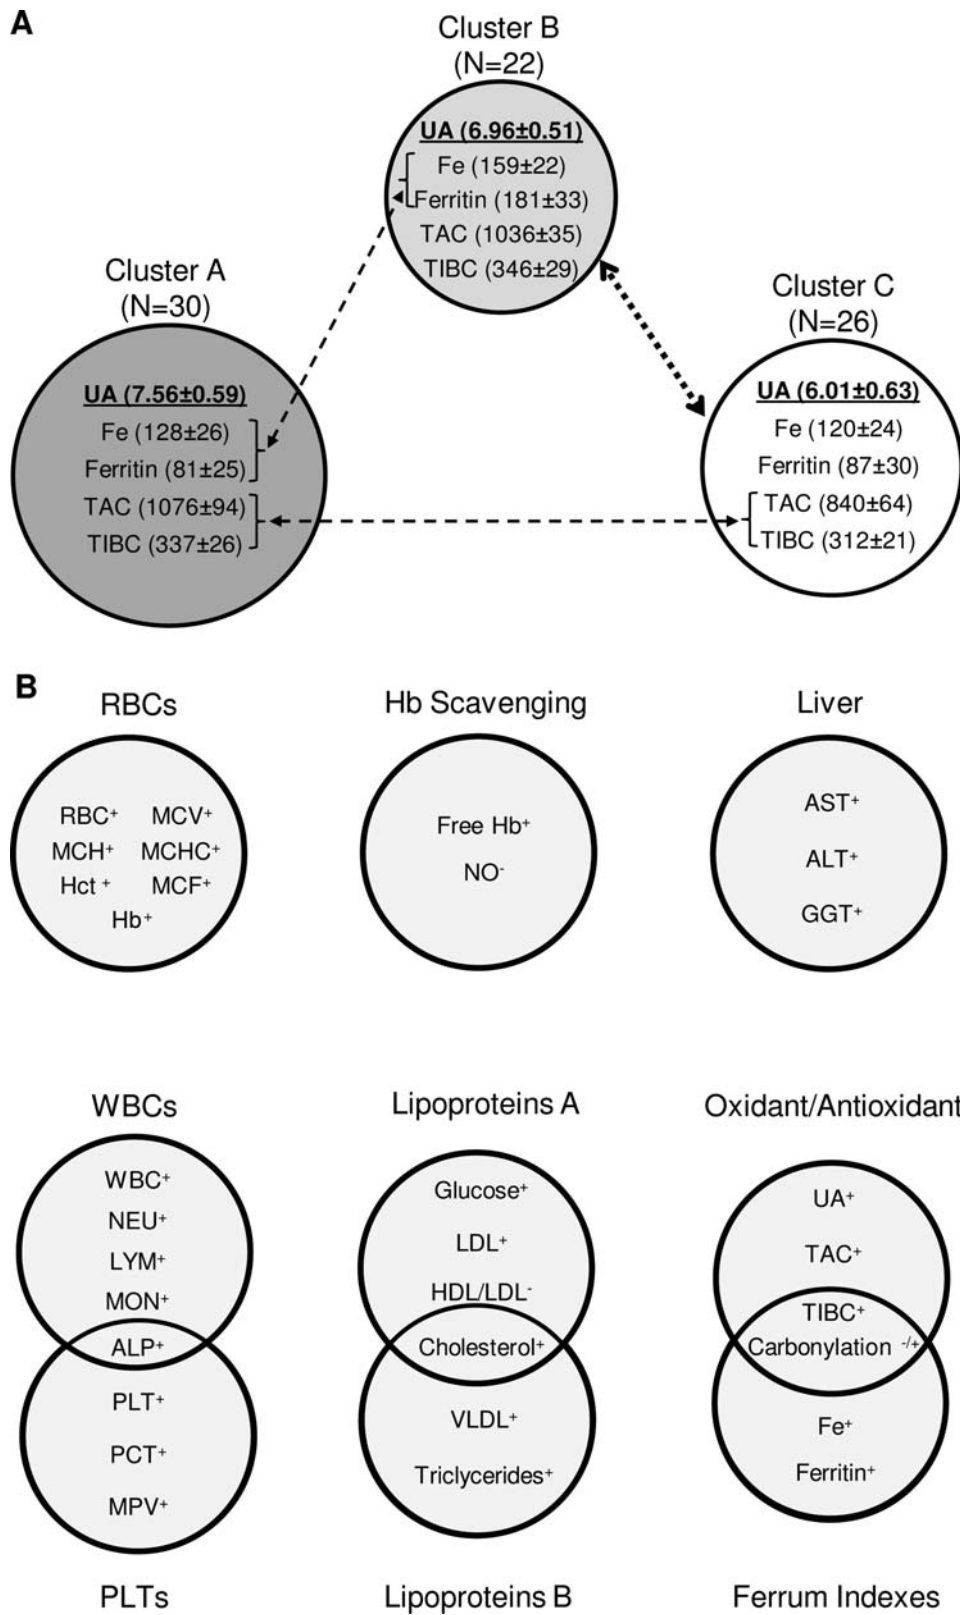 A
Cluster B
(N=22)
UA (6.96±0.51)
Fe (159±22)
Ferritin (181±33)
TAC (1036±35)
TIBC (346±29)
Cluster A
(N=30)
UA (7.56±0.59)
Fe (128±26)
Ferritin (81±25)
TAC (1076±94)
TIBC (337±26)
Cluster C
(N=26)
UA (6.01±0.63)
Fe (120±24)
Ferritin (87±30)
TAC (840±64)
TIBC (312±21)
B
RBCs
RBC⁺ MCV⁺
MCH⁺ MCHC⁺
Hct ⁺ MCF⁺
Hb⁺
Hb Scavenging
Free Hb⁺
NO⁻
Liver
AST⁺
ALT⁺
GGT⁺
WBCs
WBC⁺
NEU⁺
LYM⁺
MON⁺
ALP⁺
PLT⁺
PCT⁺
MPV⁺
PLTs
Lipoproteins A
Glucose⁺
LDL⁺
HDL/LDL⁻
Cholesterol⁺
VLDL⁺
Triclycerides⁺
Lipoproteins B
Oxidant/Antioxidant
UA⁺
TAC⁺
TIBC⁺
Carbonylation ⁻/⁺
Fe⁺
Ferritin⁺
Ferrum Indexes